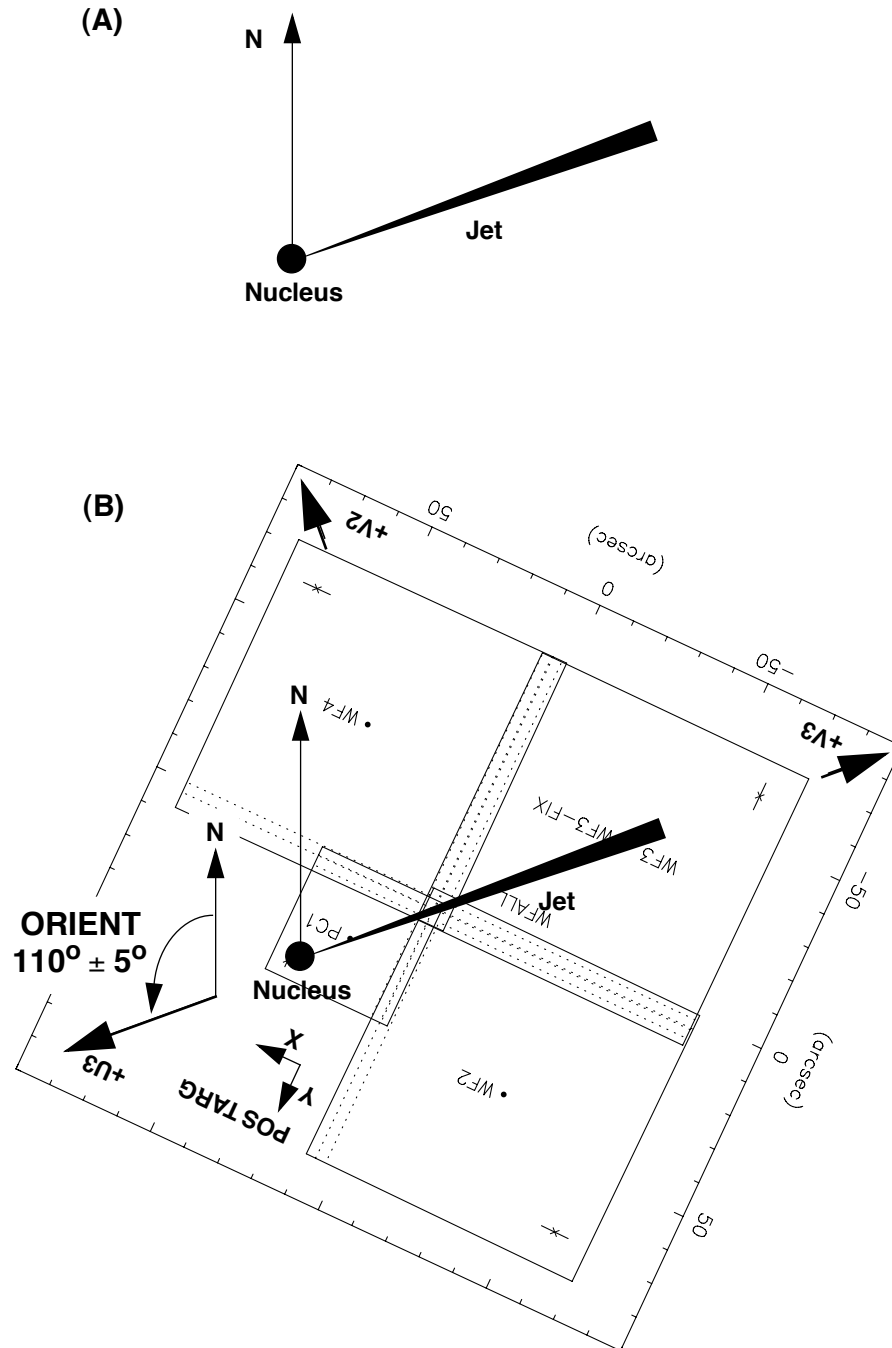 (A)
N
Jet
Nucleus
(B)
+V2
50
(arcsec)
0
-50
+V3
N
WF4
WF3-FIX
WF3
-50
N
WFALL
Jet
ORIENT
110° ± 5°
PC1
Nucleus
+U3
X
Y
POS TARG
WF2
0
(arcsec)
50